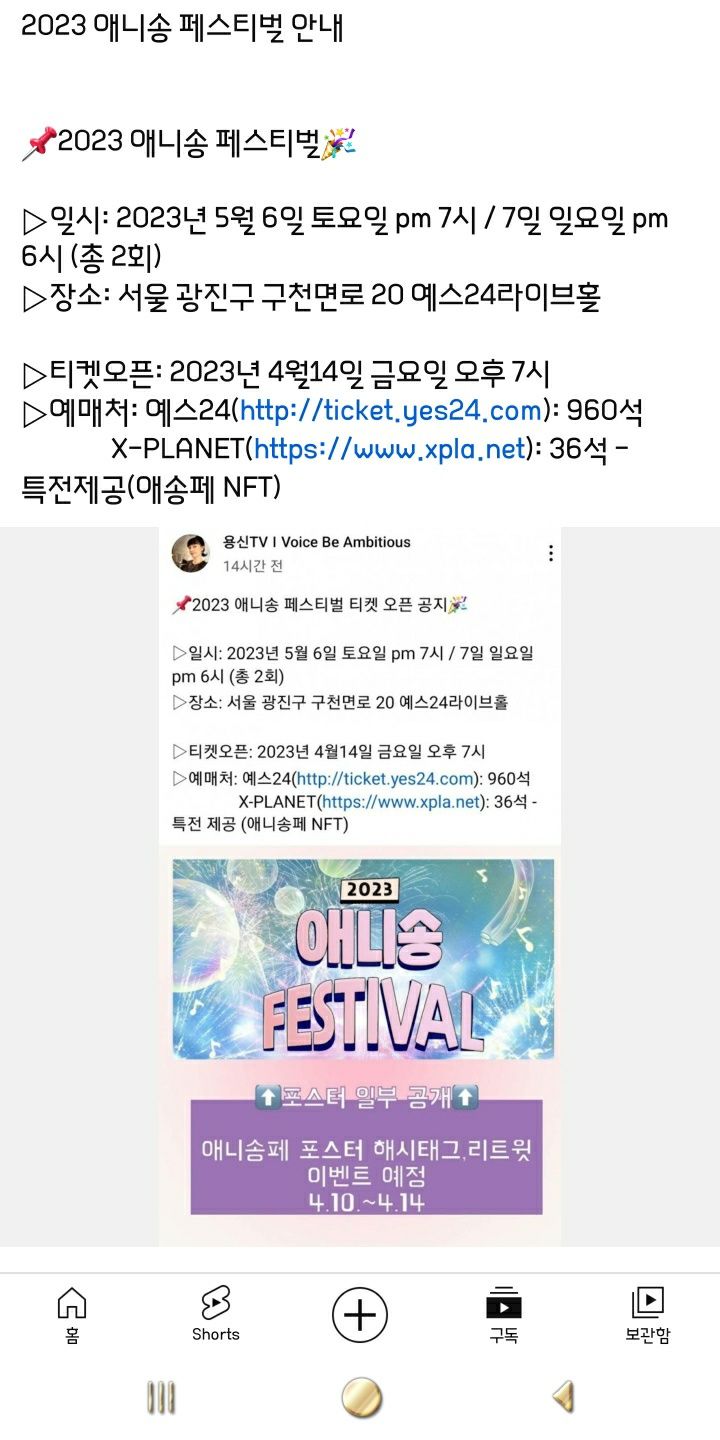 2023 애니송 페스티벌 안내
📌2023 애니송 페스티벌🎉
▷일시: 2023년 5월 6일 토요일 pm 7시 / 7일 일요일 pm
6시 (총 2회)
▷장소: 서울 광진구 구천면로 20 예스24라이브홀
▷티켓오픈: 2023년 4월14일 금요일 오후 7시
▷예매처: 예스24(http://ticket.yes24.com): 960석
X-PLANET(https://www.xpla.net): 36석 -
특전제공(애송페 NFT)
용신TV I Voice Be Ambitious
14시간 전
📌2023 애니송 페스티벌 티켓 오픈 공지🎉
▷일시: 2023년 5월 6일 토요일 pm 7시 / 7일 일요일
pm 6시 (총 2회)
▷장소: 서울 광진구 구천면로 20 예스24라이브홀
▷티켓오픈: 2023년 4월14일 금요일 오후 7시
▷예매처: 예스24(http://ticket.yes24.com): 960석
X-PLANET(https://www.xpla.net): 36석 -
특전 제공 (애니송페 NFT)
2023
애니송
FESTIVAL
⬆️포스터 일부 공개⬆️
애니송페 포스터 해시태그,리트윗
이벤트 예정
4.10.~4.14
홈
Shorts
구독
보관함